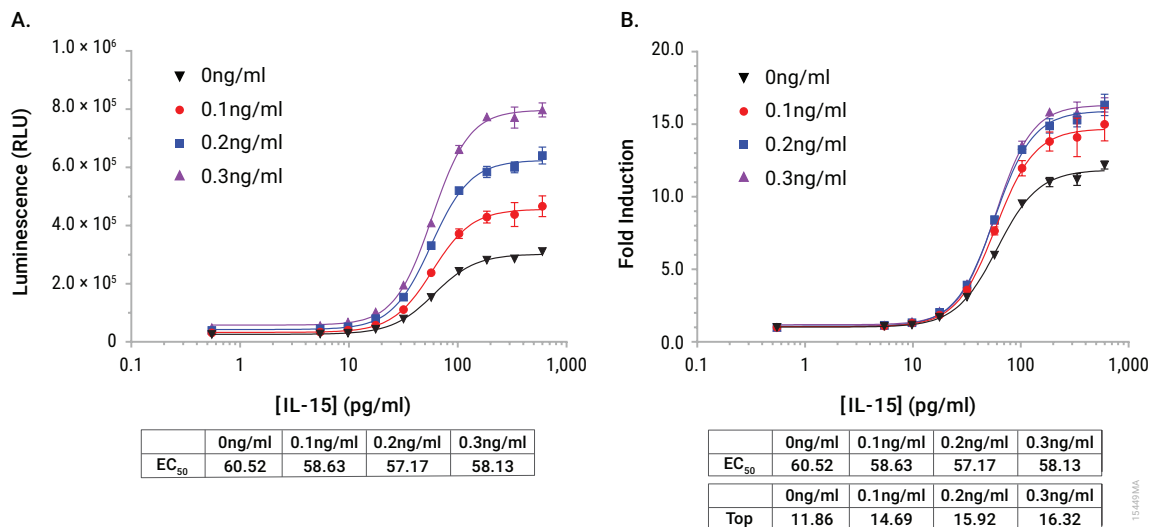 A.
Luminescence (RLU)
1.0 × 10⁶
8.0 × 10⁵
6.0 × 10⁵
4.0 × 10⁵
2.0 × 10⁵
0
0ng/ml
0.1ng/ml
0.2ng/ml
0.3ng/ml
0.1 1 10 100 1,000
[IL-15] (pg/ml)
0ng/ml 0.1ng/ml 0.2ng/ml 0.3ng/ml
EC₅₀ 60.52 58.63 57.17 58.13
B.
Fold Induction
20.0
15.0
10.0
5.0
0.0
0ng/ml
0.1ng/ml
0.2ng/ml
0.3ng/ml
0.1 1 10 100 1,000
[IL-15] (pg/ml)
0ng/ml 0.1ng/ml 0.2ng/ml 0.3ng/ml
EC₅₀ 60.52 58.63 57.17 58.13
0ng/ml 0.1ng/ml 0.2ng/ml 0.3ng/ml
Top 11.86 14.69 15.92 16.32
15449MA